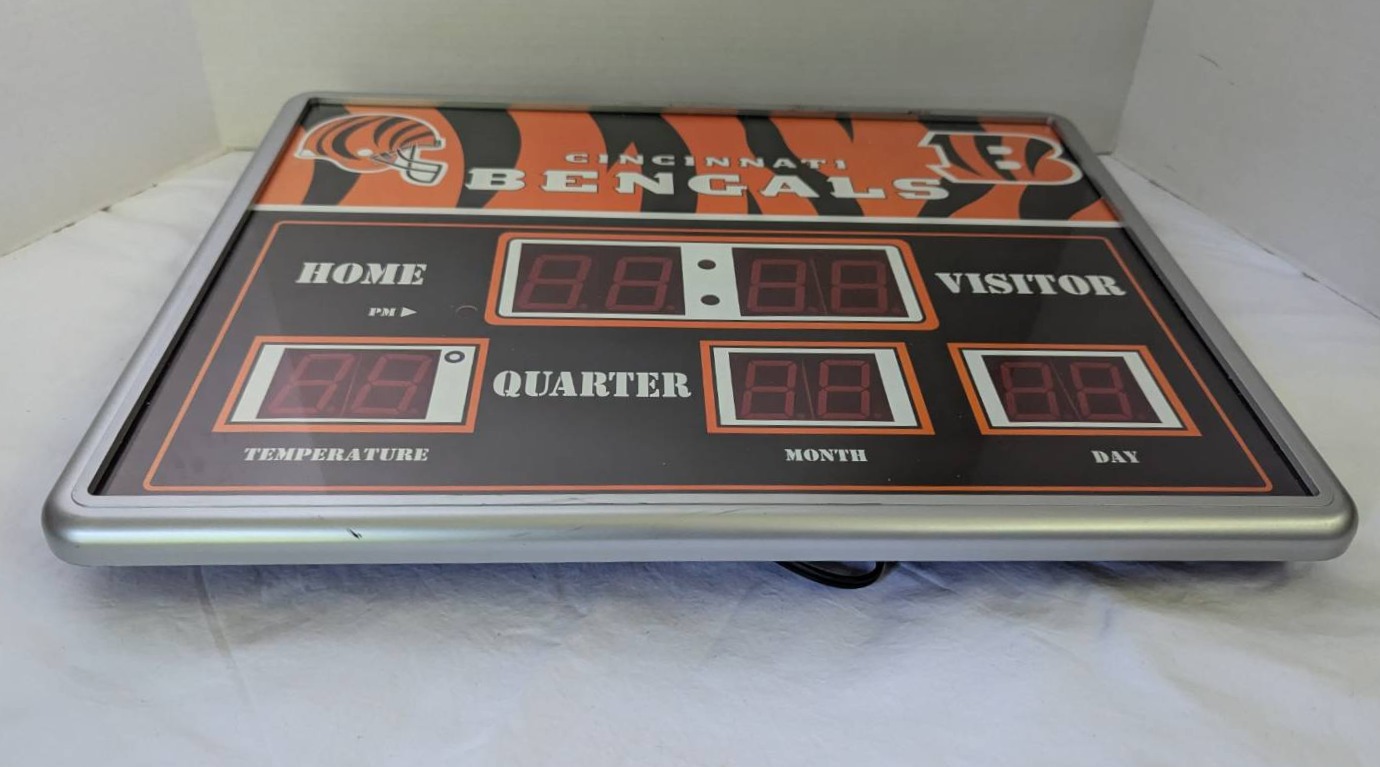 CINCINNATI
BENGALS
B
HOME
VISITOR
PM ▶
QUARTER
TEMPERATURE
MONTH
DAY